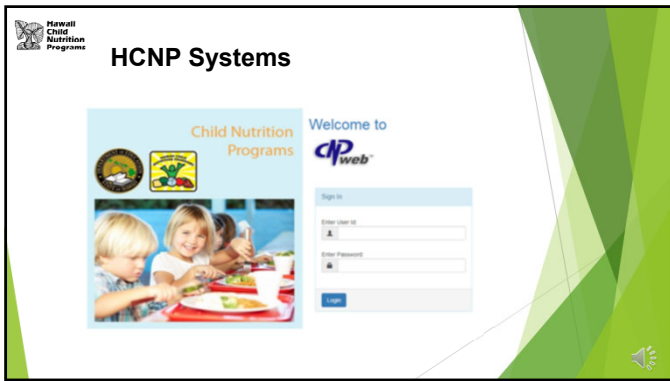 Hawaii
Child
Nutrition
Programs
HCNP Systems
Child Nutrition
Programs
Welcome to
CNPweb
Sign In
Enter User Id:
Enter Password:
Login